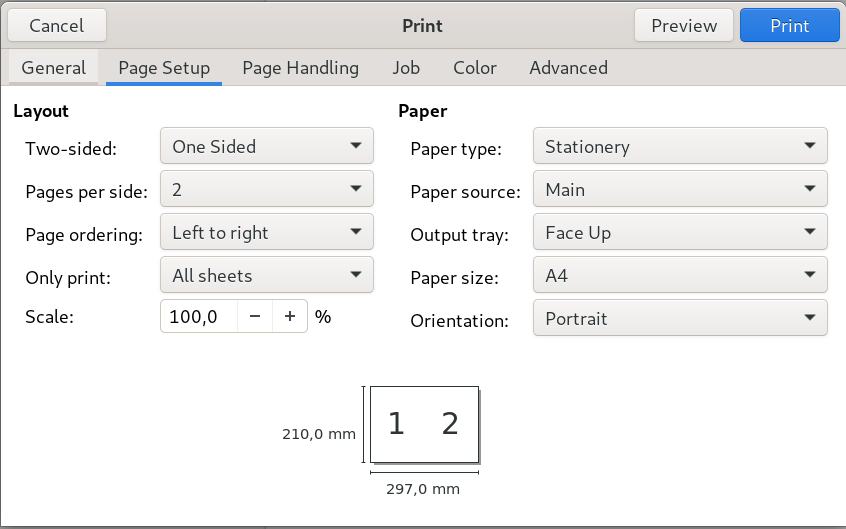 Cancel Print Preview Print
General Page Setup Page Handling Job Color Advanced
Layout
Two-sided: One Sided
Pages per side: 2
Page ordering: Left to right
Only print: All sheets
Scale: 100,0 − + %
Paper
Paper type: Stationery
Paper source: Main
Output tray: Face Up
Paper size: A4
Orientation: Portrait
1 2
210,0 mm
297,0 mm